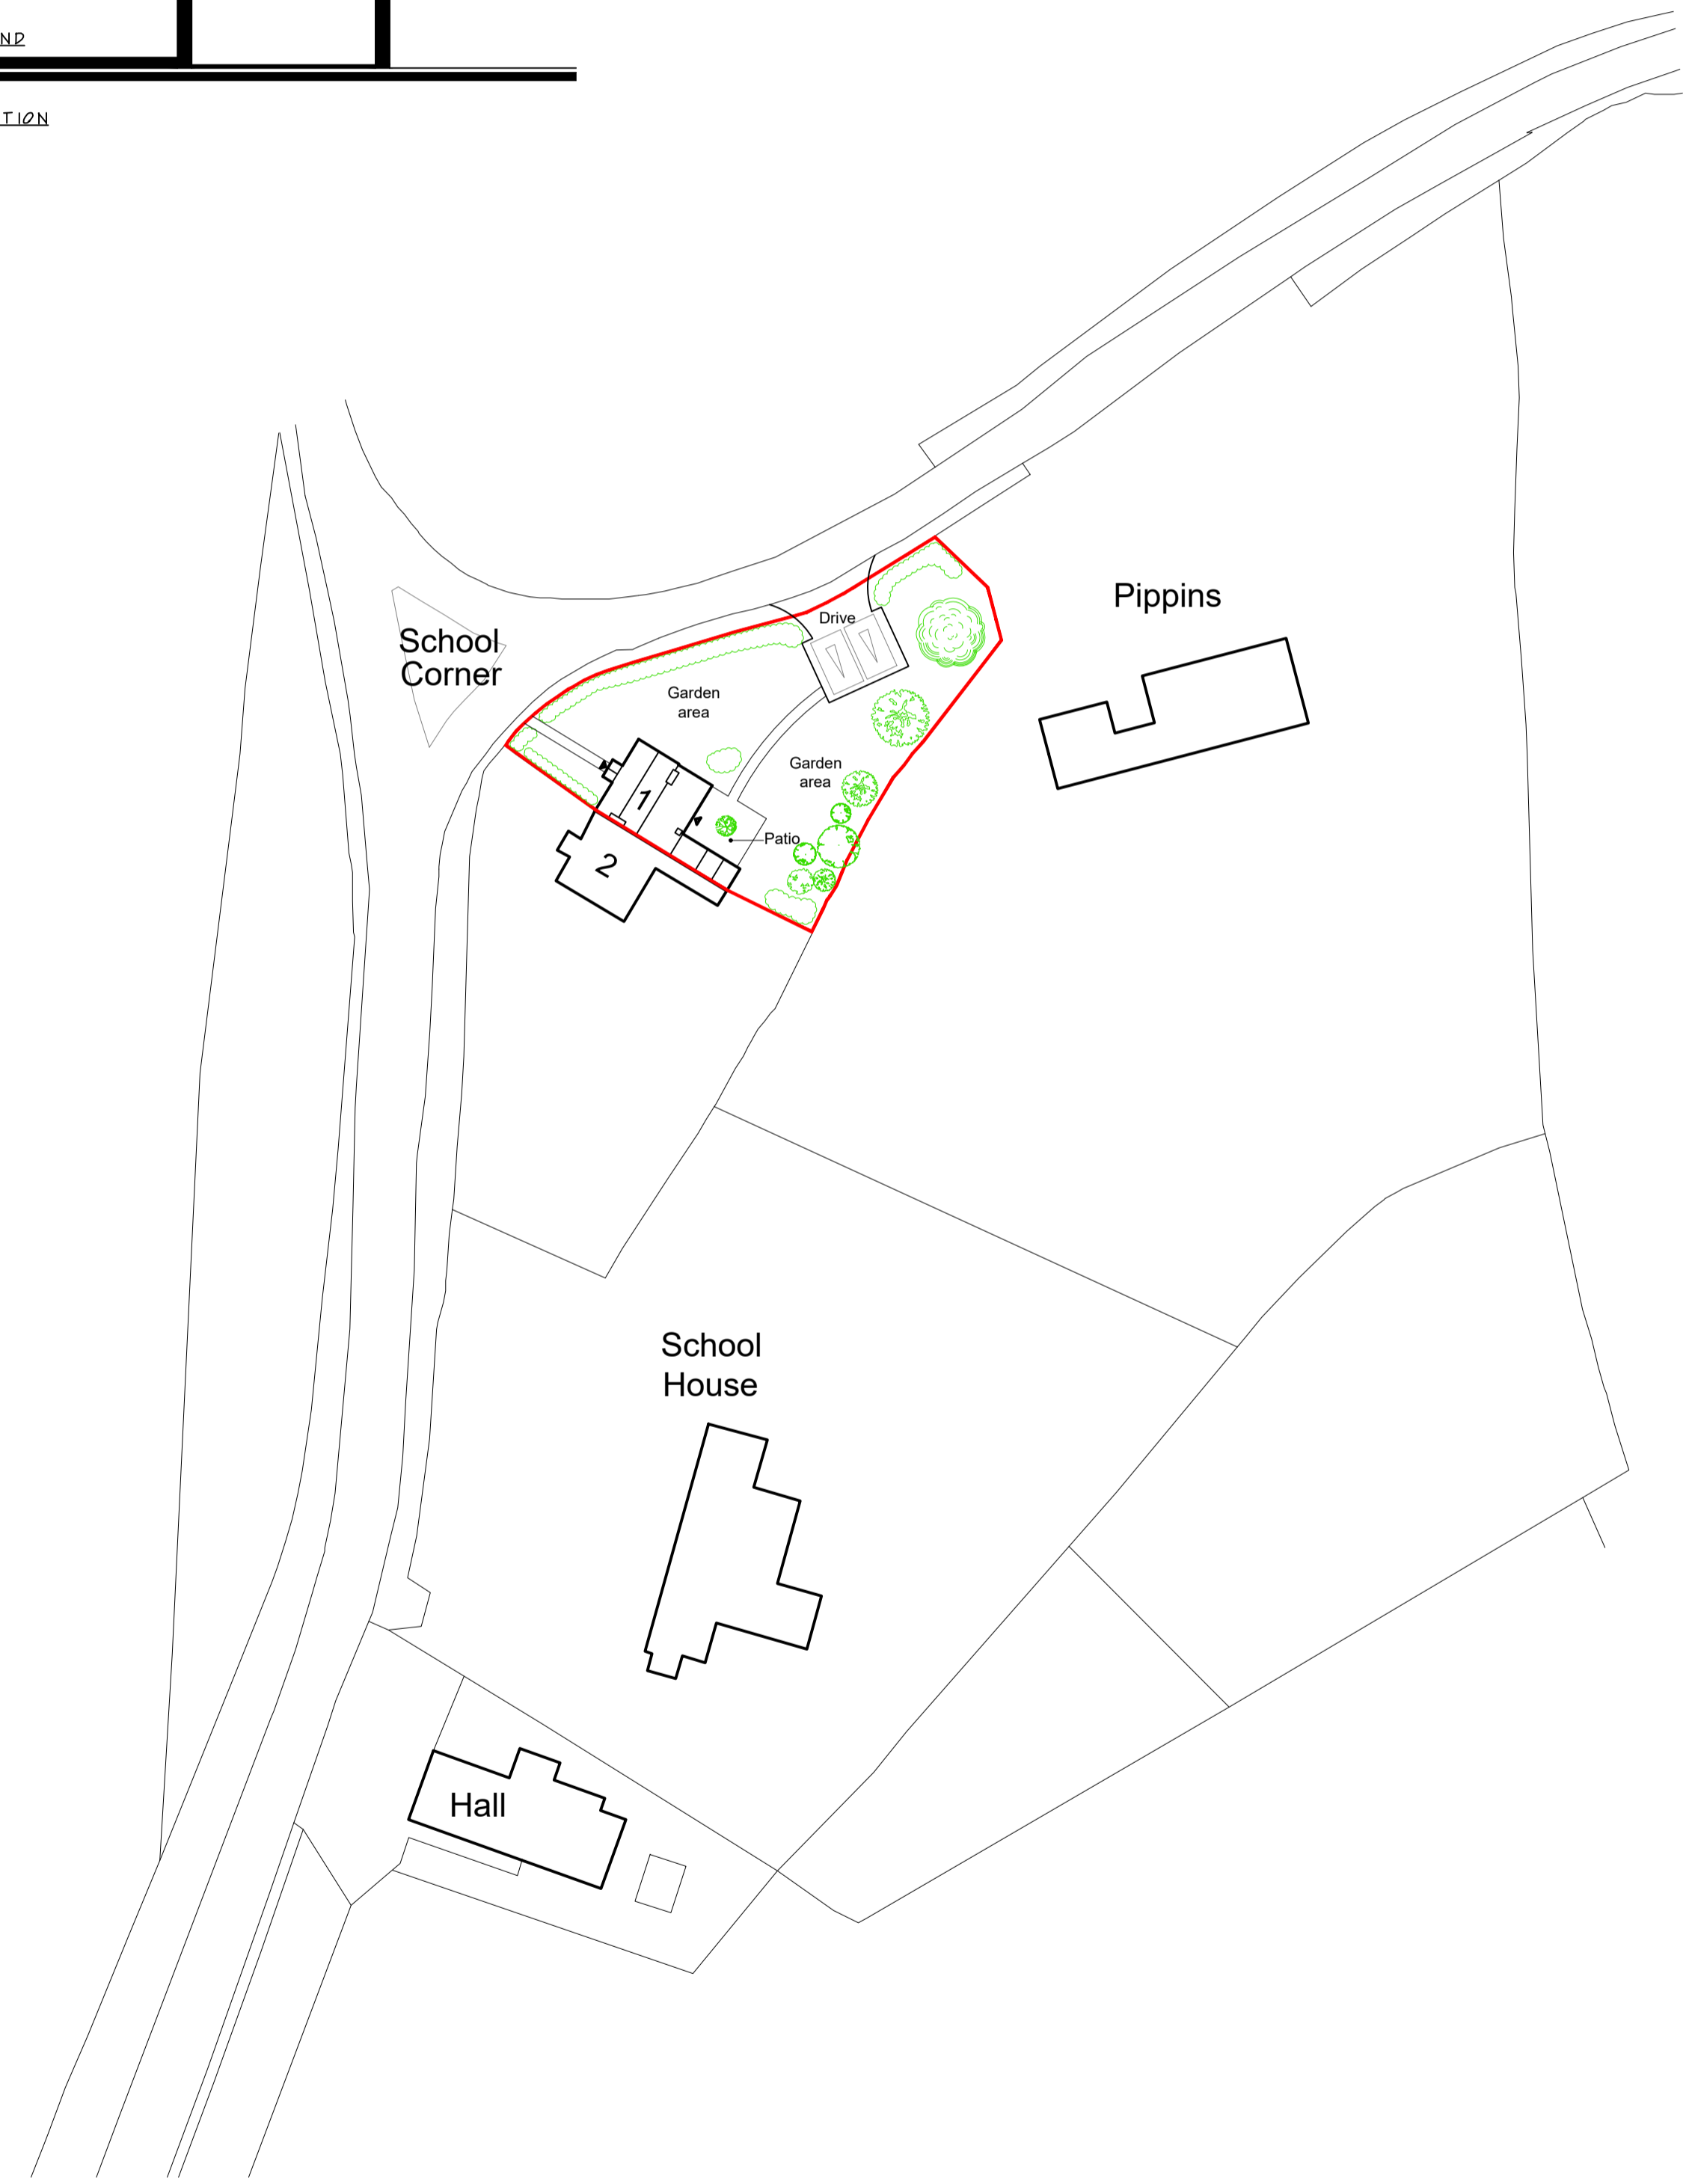 ND
TION
Pippins
School
Corner
Drive
Garden
area
Garden
area
1
Patio
2
School
House
Hall